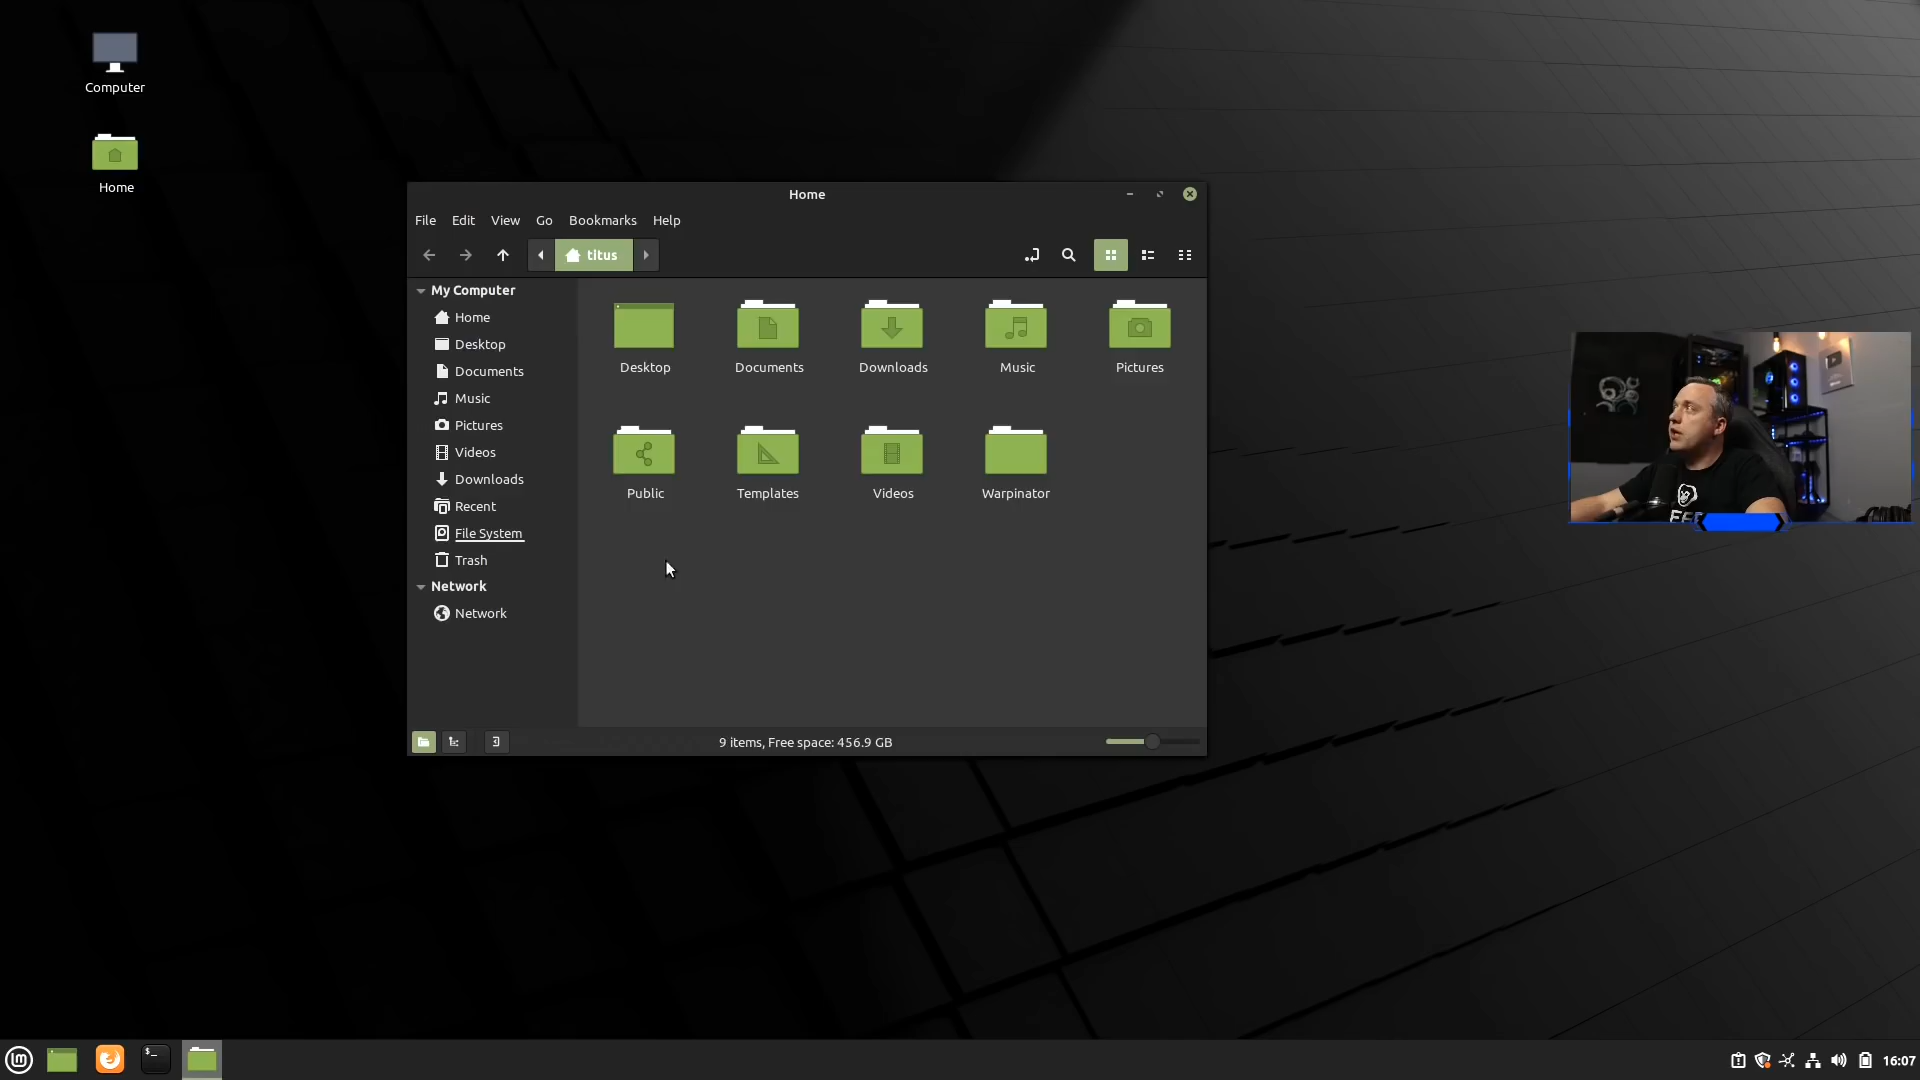 Computer
Home
Home
File Edit View Go Bookmarks Help
titus
My Computer
Home
Desktop
Documents
Music
Pictures
Videos
Downloads
Recent
File System
Trash
Network
Network
Desktop Documents Downloads Music Pictures
Public Templates Videos Warpinator
9 items, Free space: 456.9 GB
16:07